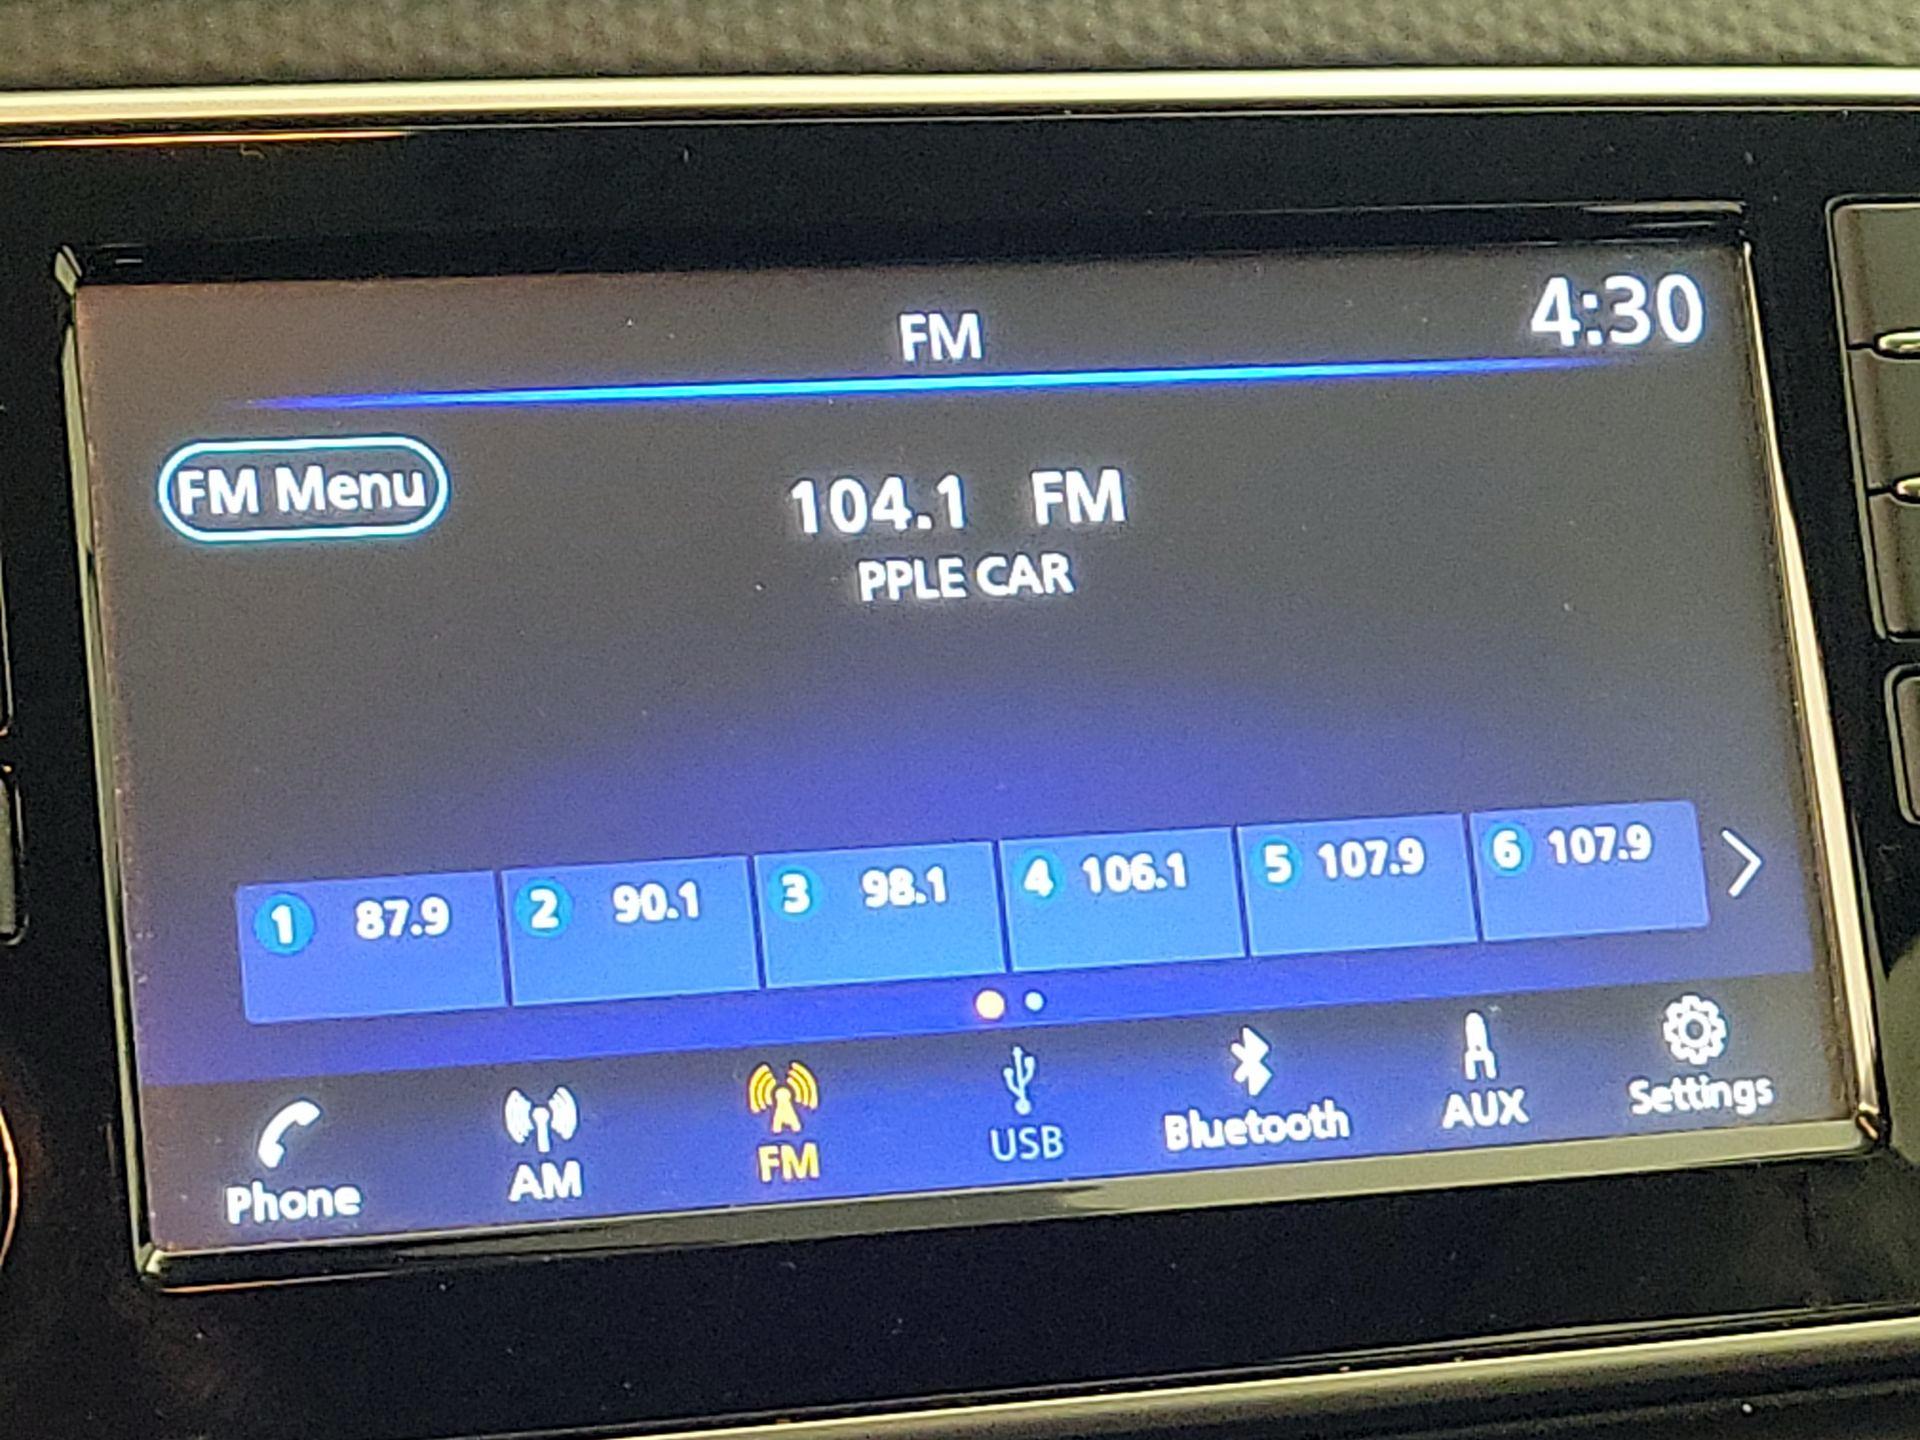 FM 4:30
FM Menu
104.1 FM
PPLE CAR
1 87.9 2 90.1 3 98.1 4 106.1 5 107.9 6 107.9
Phone AM FM USB Bluetooth AUX Settings